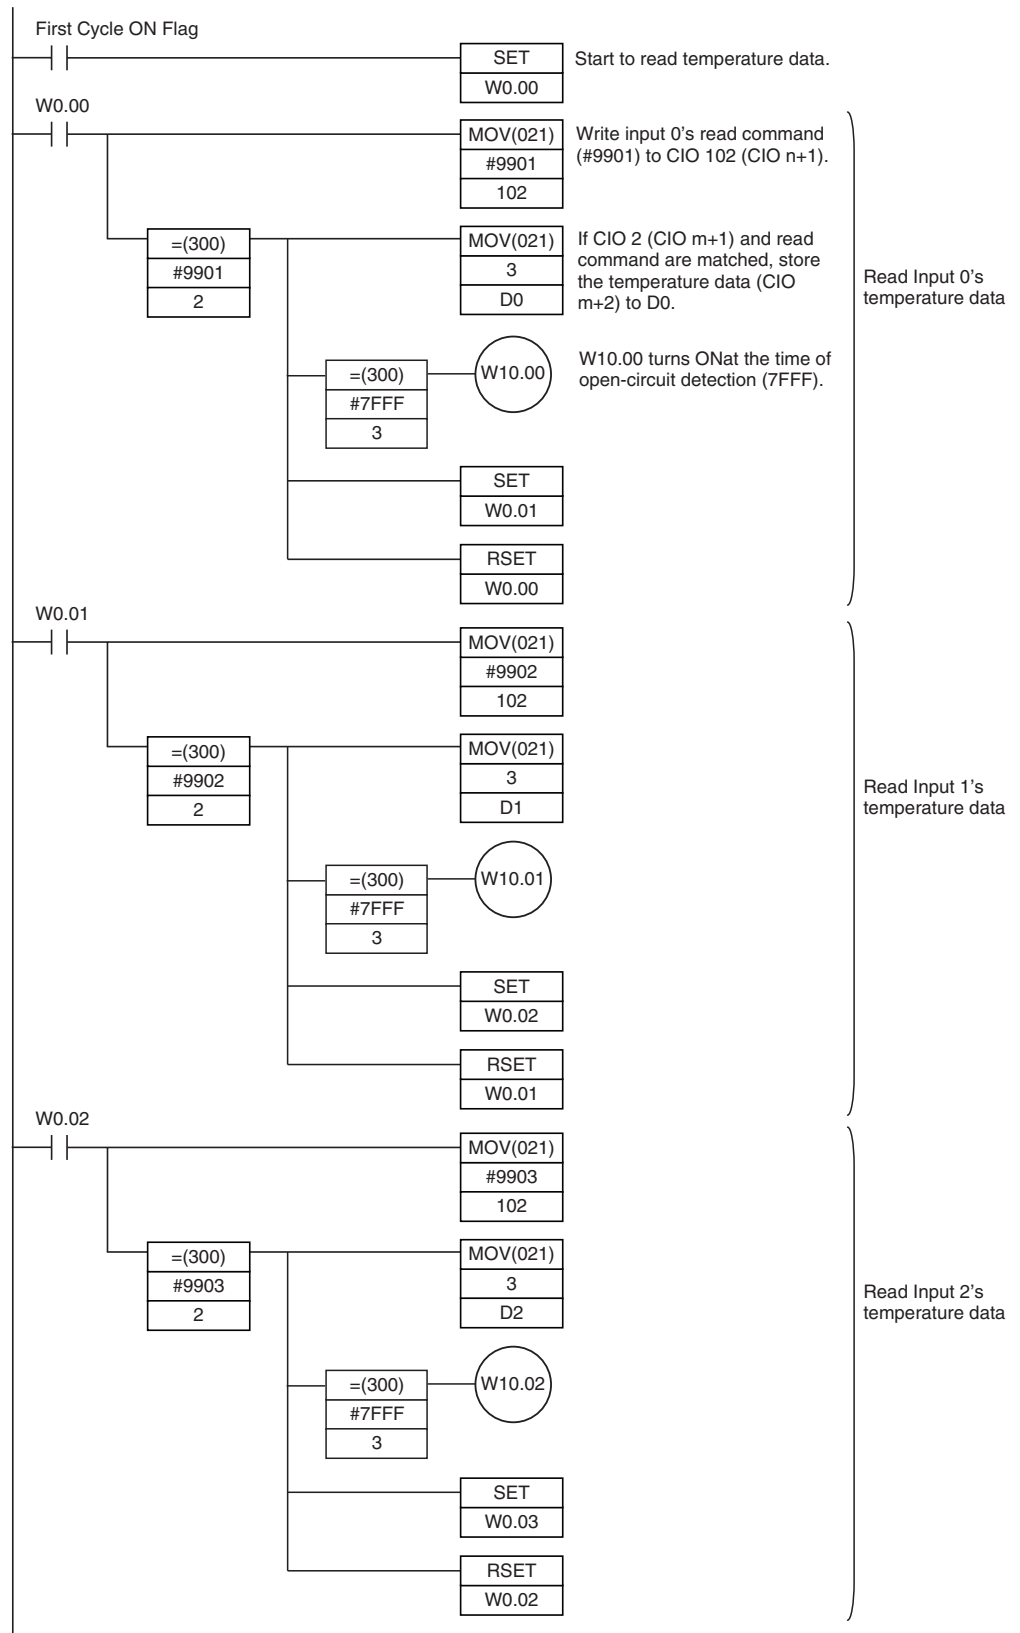 First Cycle ON Flag
SET
W0.00
Start to read temperature data.
W0.00
MOV(021)
#9901
102
Write input 0's read command
(#9901) to CIO 102 (CIO n+1).
=(300)
#9901
2
MOV(021)
3
D0
If CIO 2 (CIO m+1) and read
command are matched, store
the temperature data (CIO
m+2) to D0.
Read Input 0's
temperature data
=(300)
#7FFF
3
W10.00
W10.00 turns ONat the time of
open-circuit detection (7FFF).
SET
W0.01
RSET
W0.00
W0.01
MOV(021)
#9902
102
=(300)
#9902
2
MOV(021)
3
D1
Read Input 1's
temperature data
=(300)
#7FFF
3
W10.01
SET
W0.02
RSET
W0.01
W0.02
MOV(021)
#9903
102
=(300)
#9903
2
MOV(021)
3
D2
Read Input 2's
temperature data
=(300)
#7FFF
3
W10.02
SET
W0.03
RSET
W0.02